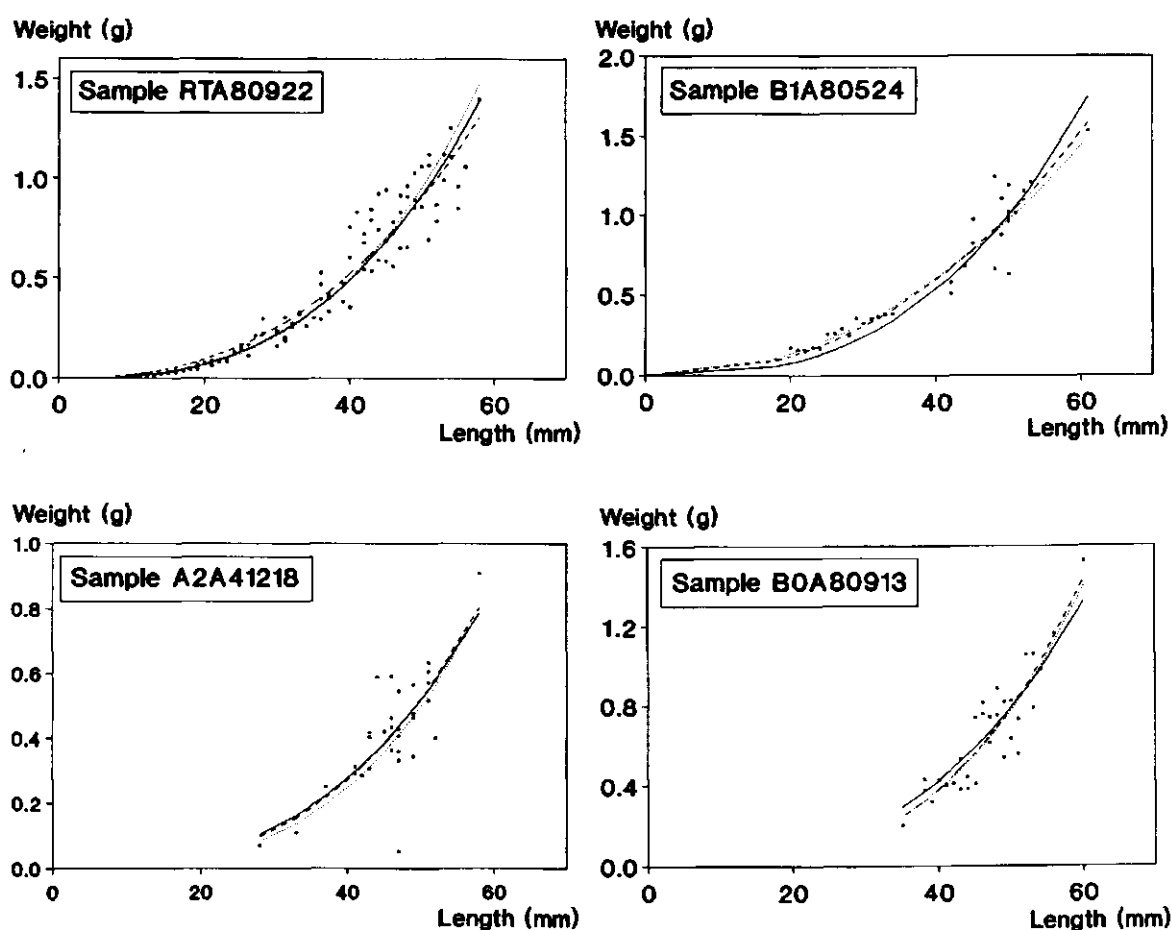 Weight (g)
Sample RTA80922
1.5
1.0
0.5
0.0
0 20 40 60
Length (mm)
Weight (g)
Sample B1A80524
2.0
1.5
1.0
0.5
0.0
0 20 40 60
Length (mm)
Weight (g)
Sample A2A41218
1.0
0.8
0.6
0.4
0.2
0.0
0 20 40 60
Length (mm)
Weight (g)
Sample B0A80913
1.6
1.2
0.8
0.4
0.0
0 20 40 60
Length (mm)